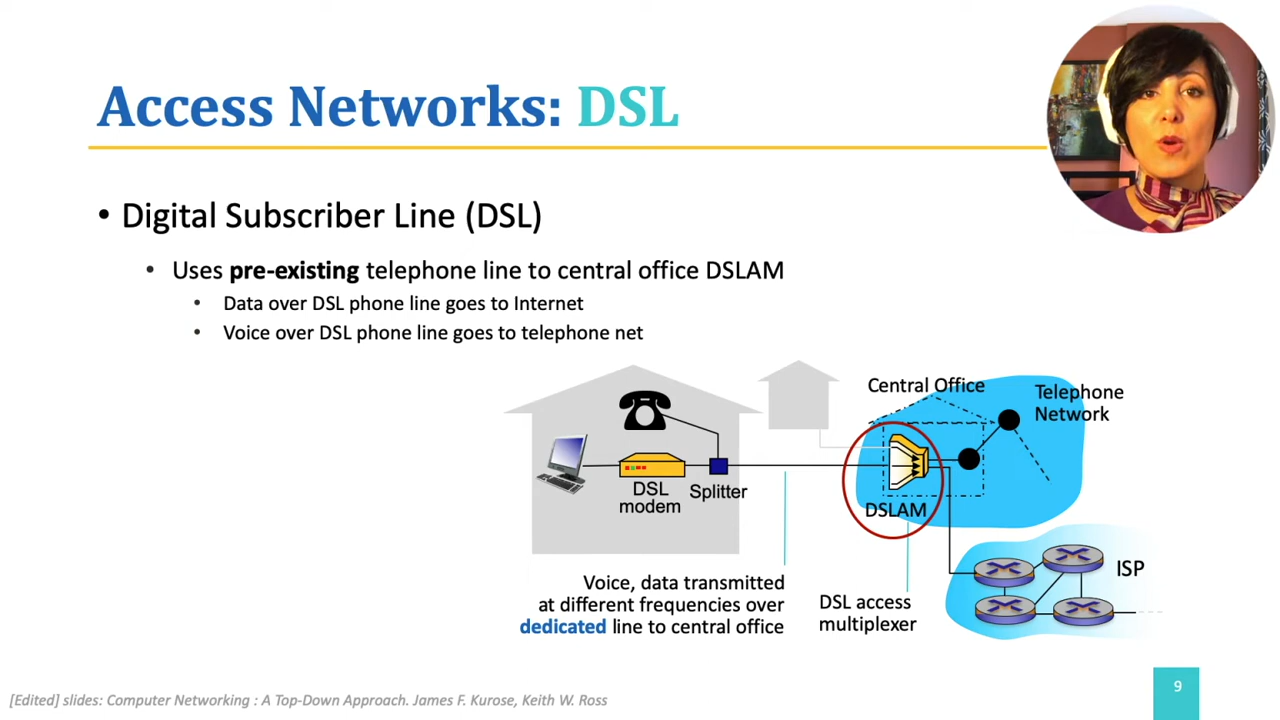 Access Networks: DSL
• Digital Subscriber Line (DSL)
• Uses pre-existing telephone line to central office DSLAM
• Data over DSL phone line goes to Internet
• Voice over DSL phone line goes to telephone net
Central Office
Telephone
Network
DSL
modem
Splitter
DSLAM
ISP
Voice, data transmitted
at different frequencies over
dedicated line to central office
DSL access
multiplexer
9
[Edited] slides: Computer Networking : A Top-Down Approach. James F. Kurose, Keith W. Ross